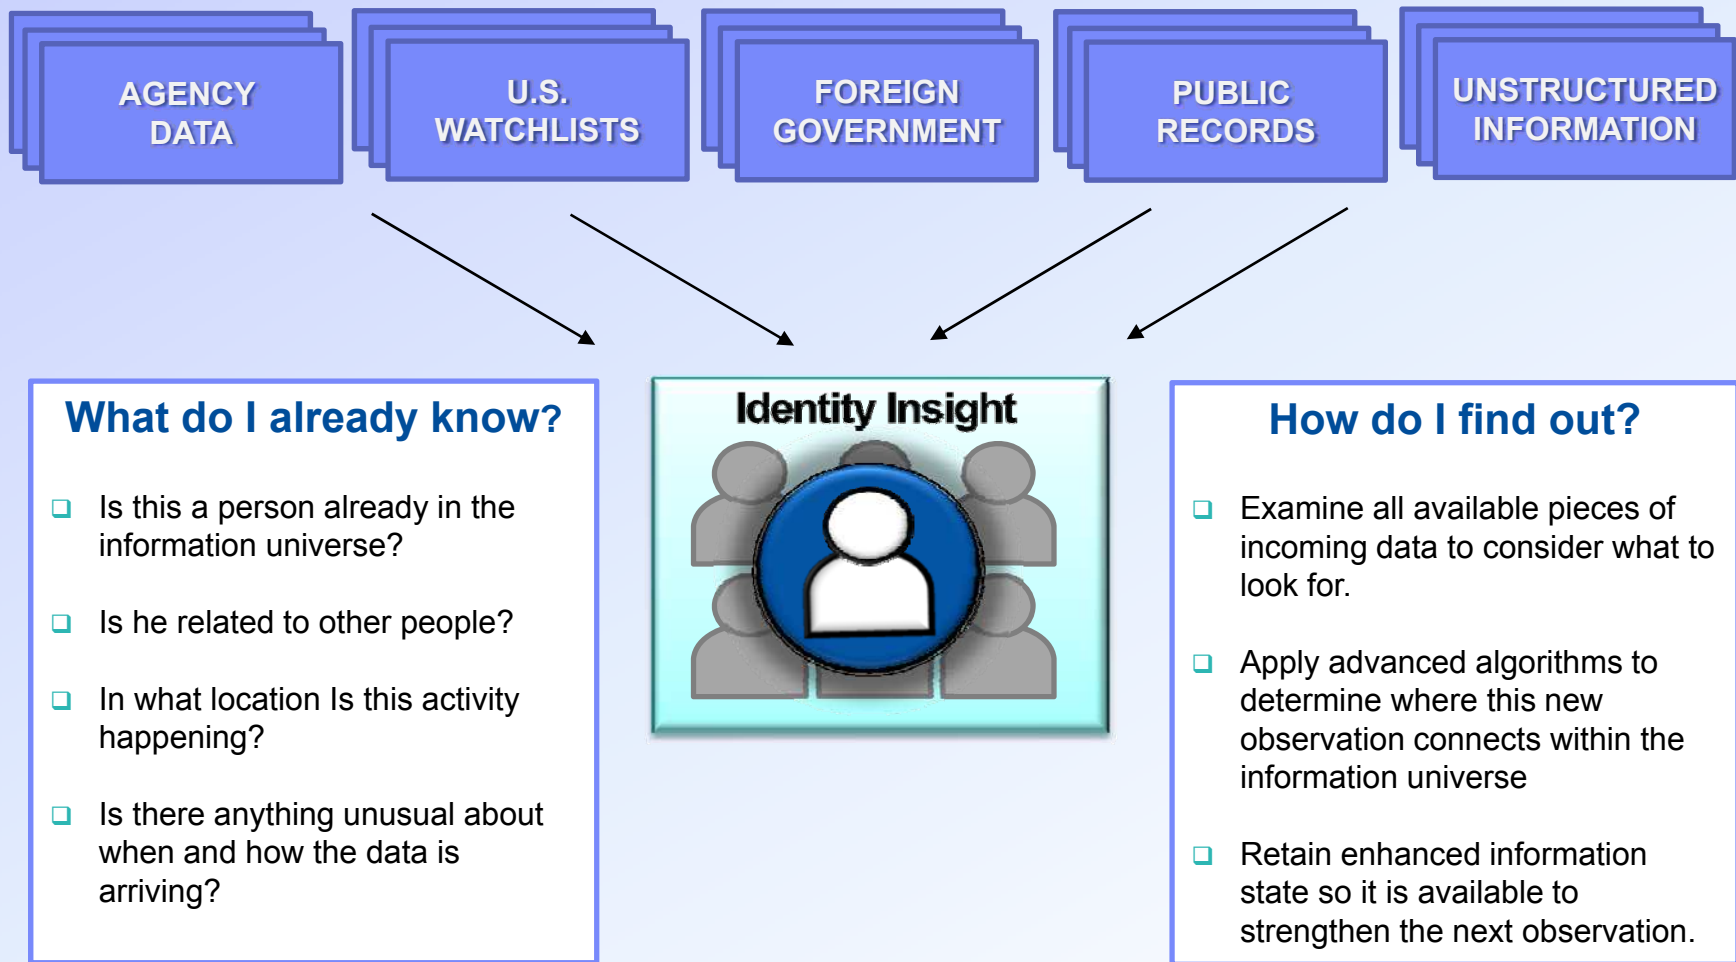 AGENCY
DATA
U.S.
WATCHLISTS
FOREIGN
GOVERNMENT
PUBLIC
RECORDS
UNSTRUCTURED
INFORMATION
What do I already know?
Is this a person already in the
information universe?
Is he related to other people?
In what location Is this activity
happening?
Is there anything unusual about
when and how the data is
arriving?
Identity Insight
How do I find out?
Examine all available pieces of
incoming data to consider what to
look for.
Apply advanced algorithms to
determine where this new
observation connects within the
information universe
Retain enhanced information
state so it is available to
strengthen the next observation.